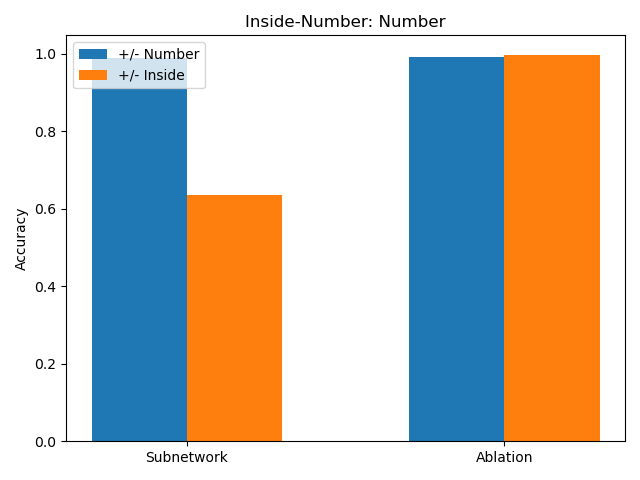 Inside-Number: Number
+/- Number
+/- Inside
Accuracy
1.0
0.8
0.6
0.4
0.2
0.0
Subnetwork
Ablation